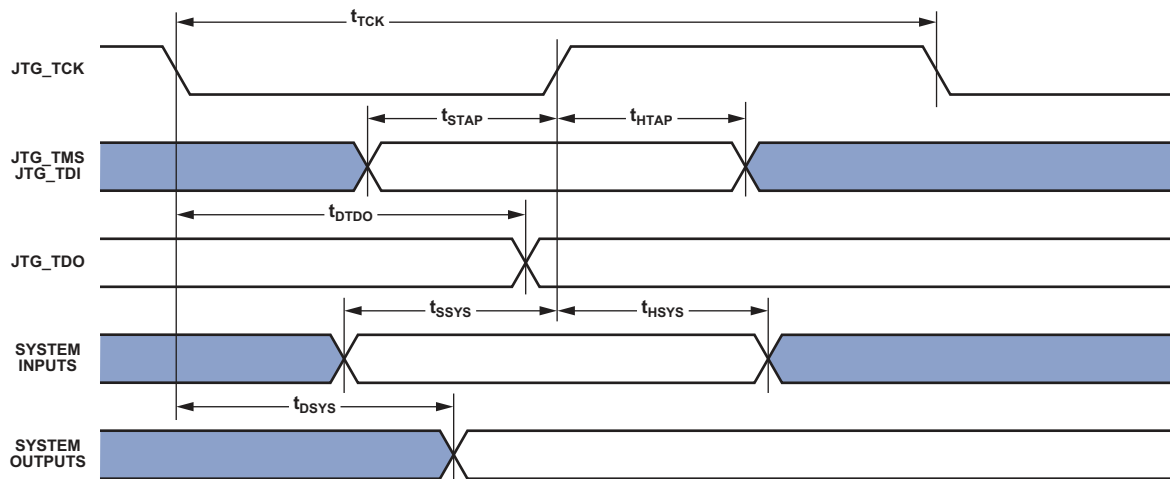 tTCK
JTG_TCK
tSTAP
tHTAP
JTG_TMS
JTG_TDI
tDTDO
JTG_TDO
tSSYS
tHSYS
SYSTEM
INPUTS
tDSYS
SYSTEM
OUTPUTS